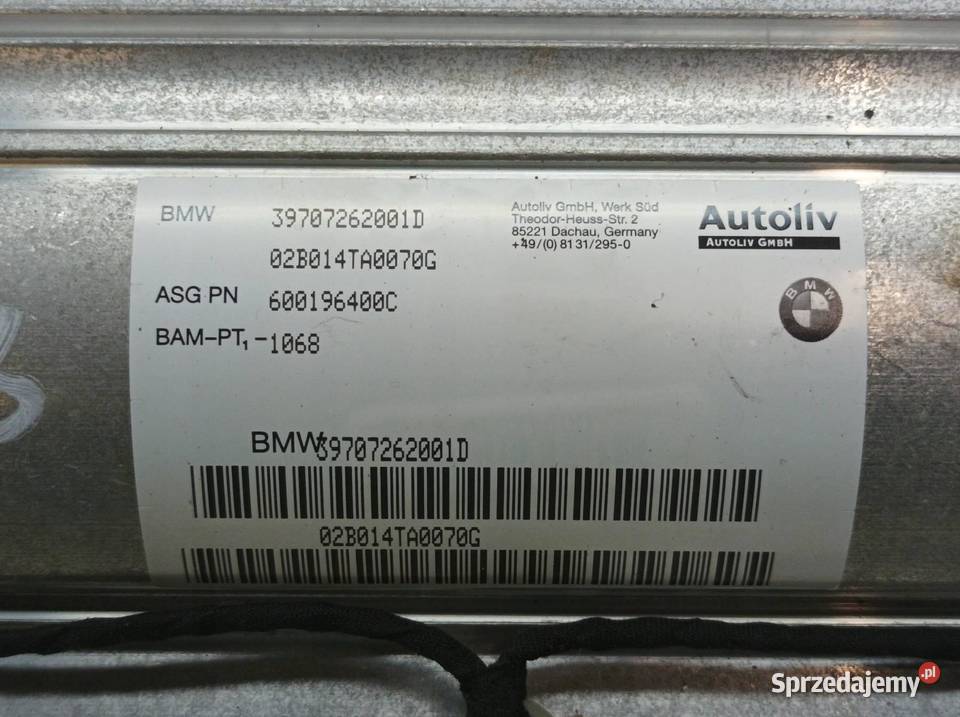 BMW 39707262001D
02B014TA0070G
ASG PN 600196400C
BAM-PT₁-1068
Autoliv GmbH, Werk Süd
Theodor-Heuss-Str. 2
85221 Dachau, Germany
+49/(0) 81 31/295-0
Autoliv
AUTOLIV GMBH
BMW
BMW 39707262001D
02B014TA0070G
Sprzedajemy.pl